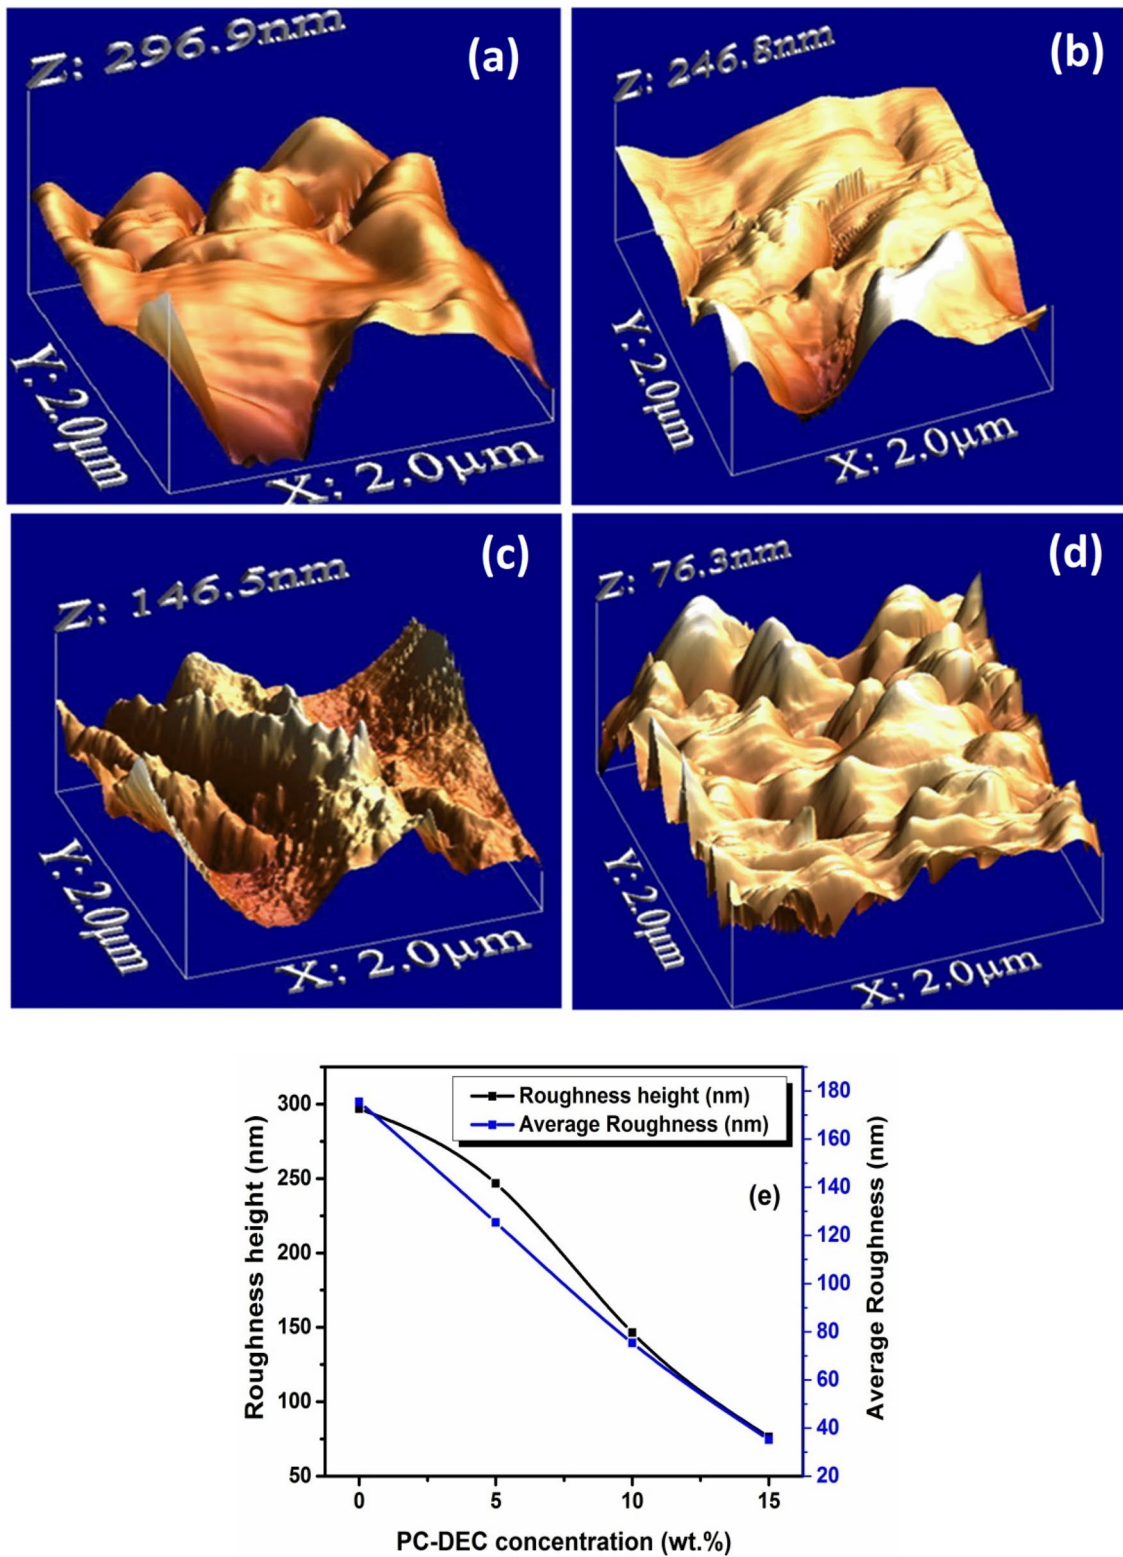 Z: 296.9nm
(a)
Y: 2.0µm
X: 2.0µm
Z: 246.8nm
(b)
Y: 2.0µm
X: 2.0µm
Z: 146.5nm
(c)
Y: 2.0µm
X: 2.0µm
Z: 76.3nm
(d)
Y: 2.0µm
X: 2.0µm
Roughness height (nm)
300
250
200
150
100
50
Roughness height (nm)
Average Roughness (nm)
(e)
180
160
140
120
100
80
60
40
20
Average Roughness (nm)
0 5 10 15
PC-DEC concentration (wt.%)